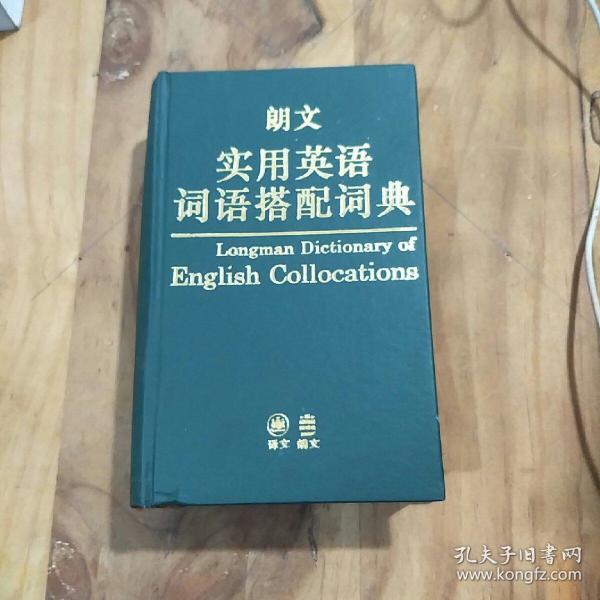 朗文
实用英语
词语搭配词典
Longman Dictionary of
English Collocations
译文 朗文
孔夫子旧书网
www.kongfz.com